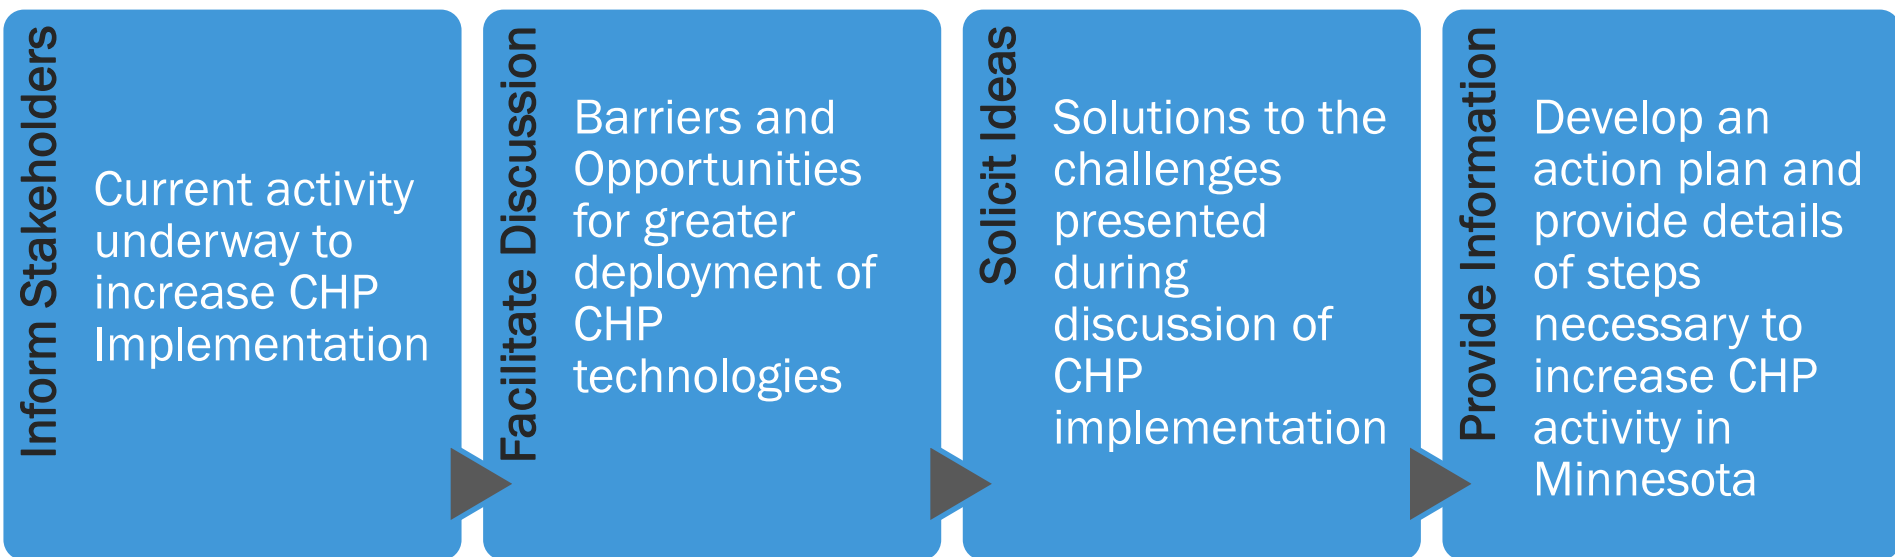 Inform Stakeholders
Current activity
underway to
increase CHP
Implementation
Facilitate Discussion
Barriers and
Opportunities
for greater
deployment of
CHP
technologies
Solicit Ideas
Solutions to the
challenges
presented
during
discussion of
CHP
implementation
Provide Information
Develop an
action plan and
provide details
of steps
necessary to
increase CHP
activity in
Minnesota